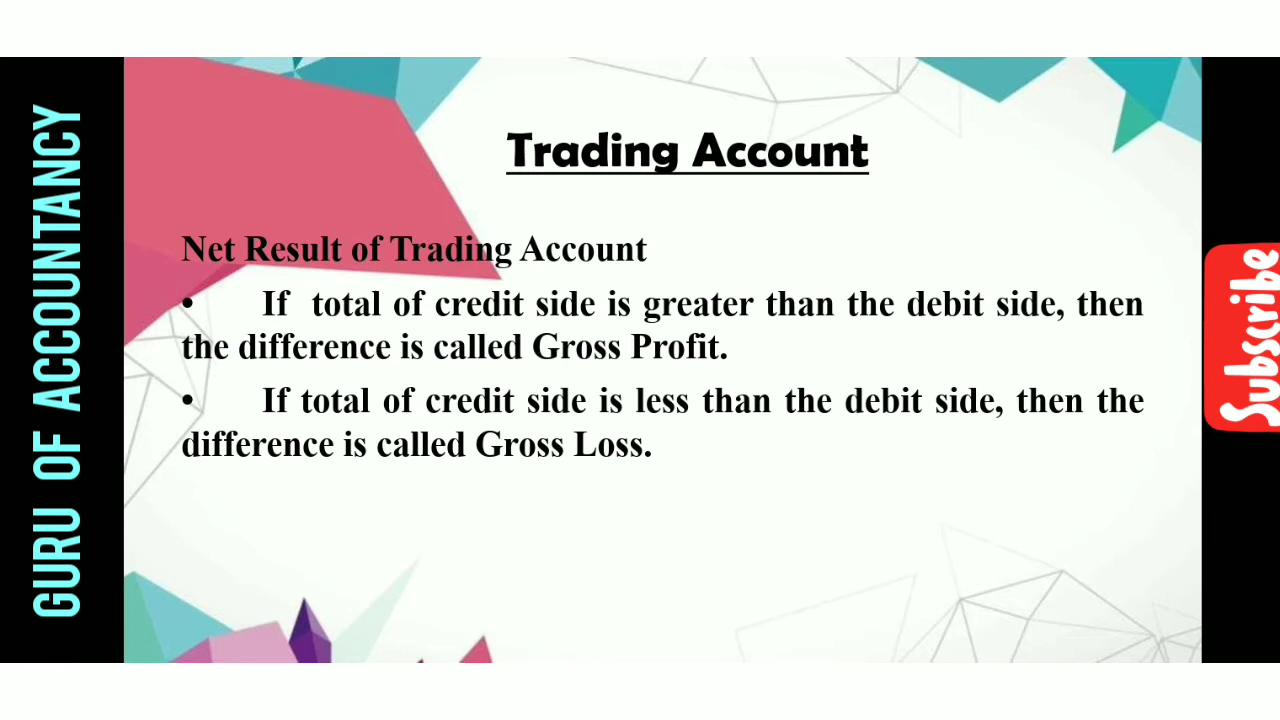 GURU OF ACCOUNTANCY
Trading Account
Net Result of Trading Account
• If total of credit side is greater than the debit side, then
the difference is called Gross Profit.
• If total of credit side is less than the debit side, then the
difference is called Gross Loss.
Subscribe